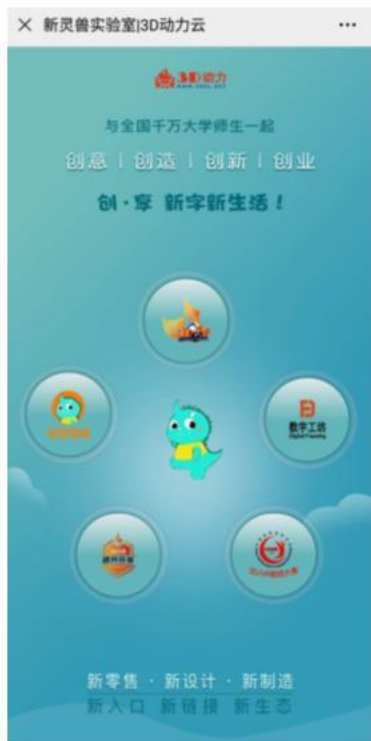 新灵兽实验室|3D动力云
3D动力
与全国千万大学师生一起
创意 | 创造 | 创新 | 创业
创·享 新字新生活！
数字工坊
新零售 · 新设计 · 新制造
新入口 新链接 新生态